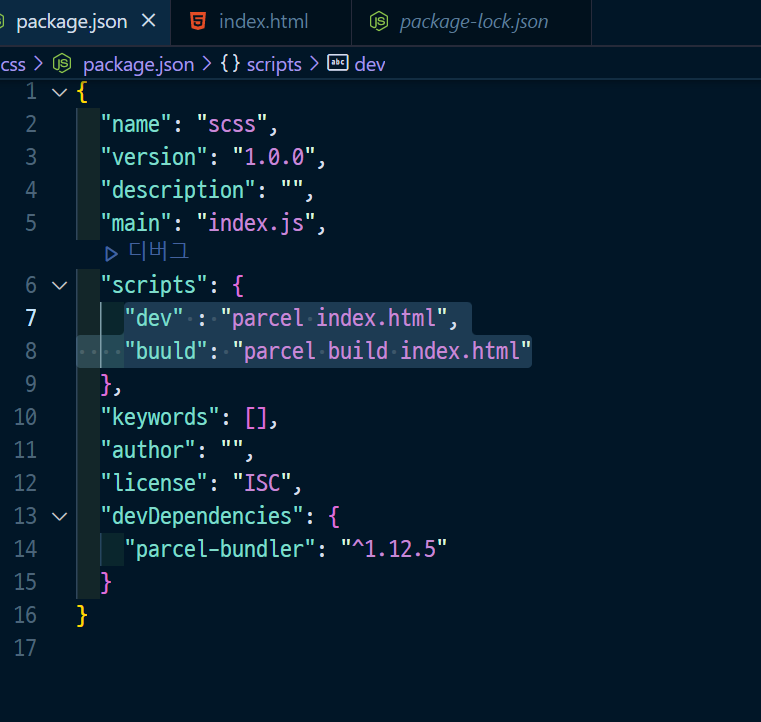 package.json
index.html
package-lock.json
css > package.json > {} scripts > abc dev
1 {
2 "name": "scss",
3 "version": "1.0.0",
4 "description": "",
5 "main": "index.js",
디버그
6 "scripts": {
7 "dev" : "parcel index.html",
8 "buuld": "parcel build index.html"
9 },
10 "keywords": [],
11 "author": "",
12 "license": "ISC",
13 "devDependencies": {
14 "parcel-bundler": "^1.12.5"
15 }
16 }
17